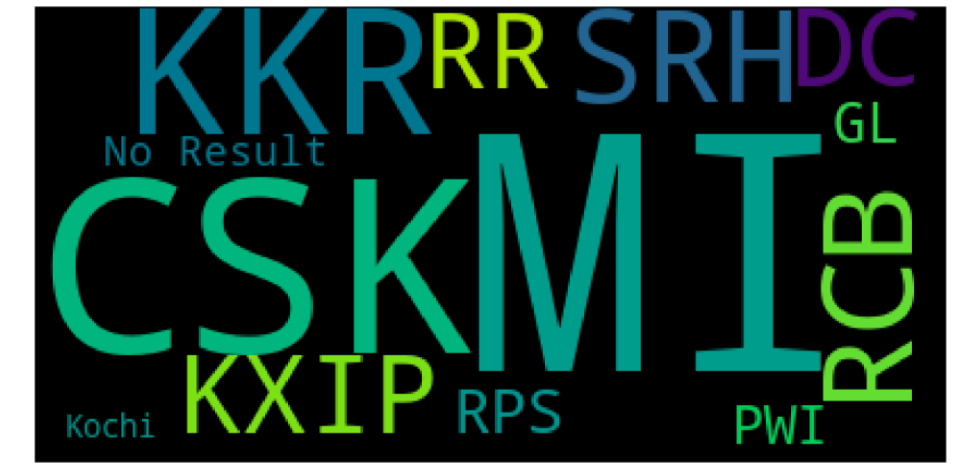 KKR
RR
SRH
DC
GL
No Result
MI
CSK
RCB
KXIP
RPS
PWI
Kochi